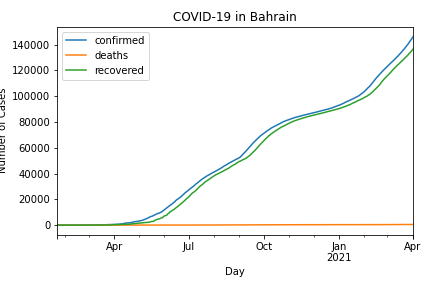 COVID-19 in Bahrain
confirmed
deaths
recovered
140000
120000
100000
80000
60000
40000
20000
0
Number of Cases
Apr
Jul
Oct
Jan
2021
Apr
Day